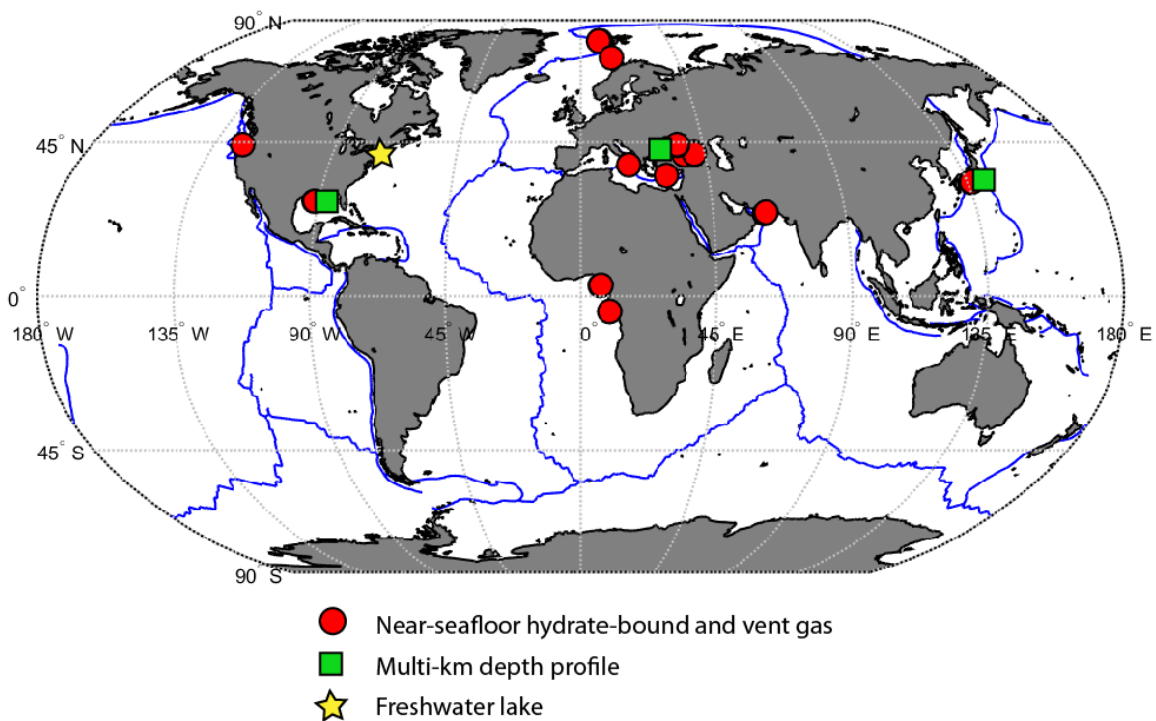 90° N
45° N
0°
180° W 135° W 90° W 45° W 0° 45° E 90° E 135° E 180° E
45° S
90° S
Near-seafloor hydrate-bound and vent gas
Multi-km depth profile
Freshwater lake